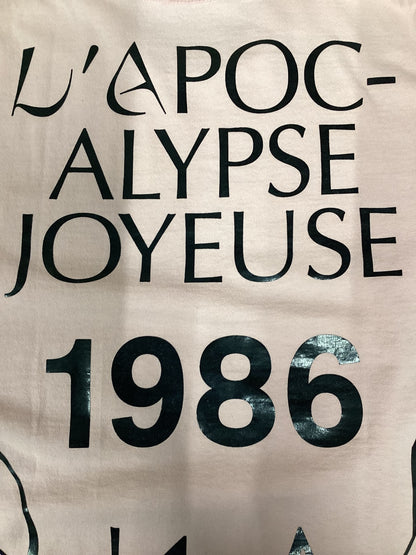 L'APOC-
ALYPSE
JOYEUSE
1986